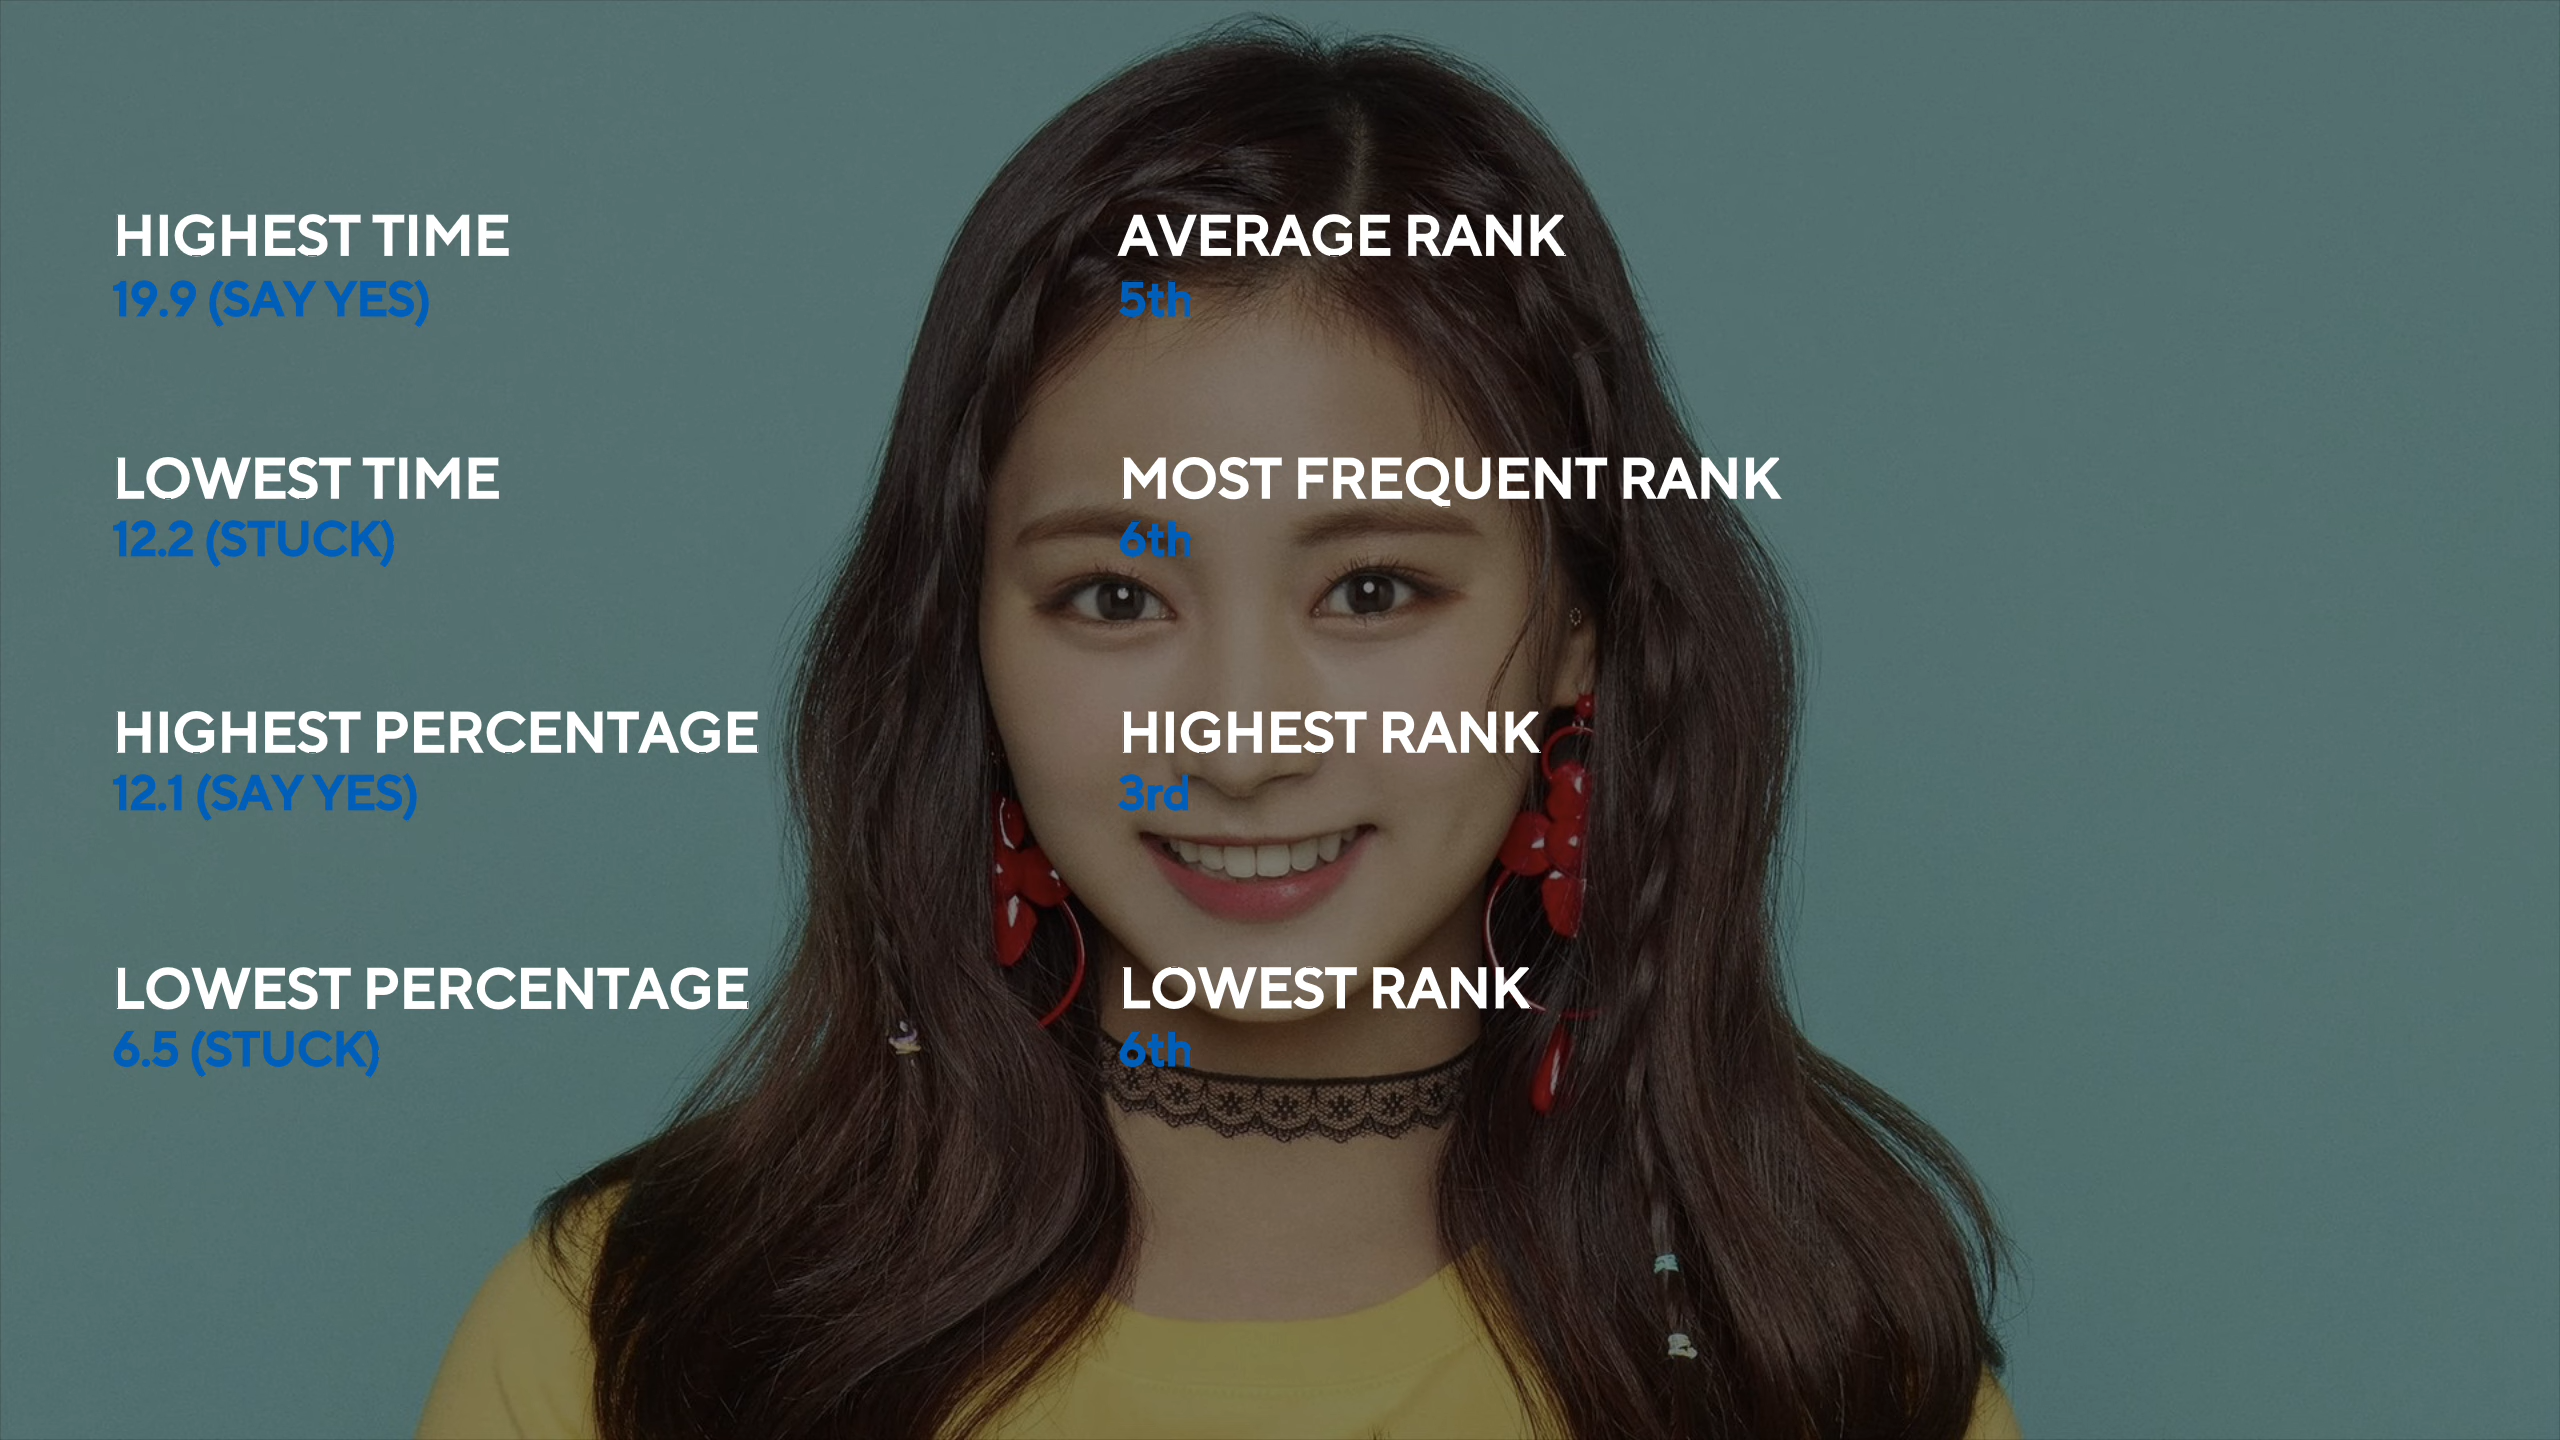 HIGHEST TIME
19.9 (SAY YES)
LOWEST TIME
12.2 (STUCK)
HIGHEST PERCENTAGE
12.1 (SAY YES)
LOWEST PERCENTAGE
6.5 (STUCK)
AVERAGE RANK
5th
MOST FREQUENT RANK
6th
HIGHEST RANK
3rd
LOWEST RANK
6th